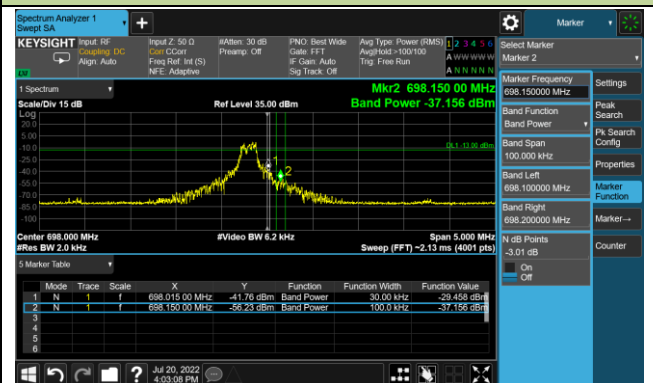 Spectrum Analyzer 1
Swept SA
Marker
KEYSIGHT
Input: RF
Coupling: DC
Align: Auto
Input Z: 50 Ω
Corr CCorr
Freq Ref: Int (S)
NFE: Adaptive
#Atten: 30 dB
Preamp: Off
PNO: Best Wide
Gate: FFT
IF Gain: Auto
Sig Track: Off
Avg Type: Power (RMS)
Avg|Hold >100/100
Trig: Free Run
1 2 3 4 5 6
A W W W W W
A N N N N N
Select Marker
Marker 2
1 Spectrum
Scale/Div 15 dB
Ref Level 35.00 dBm
Mkr2 698.150 00 MHz
Band Power -37.156 dBm
Log
20.0
5.00
-10.0
-25.0
-40.0
-55.0
-70.0
-85.0
-100
DL1 -13.00 dBm
1
2
Center 698.000 MHz
#Video BW 6.2 kHz
Span 5.000 MHz
#Res BW 2.0 kHz
Sweep (FFT) ~2.13 ms (4001 pts)
5 Marker Table
Mode Trace Scale X Y Function Function Width Function Value
1 N 1 f 698.015 00 MHz -41.76 dBm Band Power 30.00 kHz -29.458 dBm
2 N 1 f 698.150 00 MHz -56.23 dBm Band Power 100.0 kHz -37.156 dBm
3
4
5
6
Jul 20, 2022
4:03:08 PM
Marker Frequency
698.150000 MHz
Band Function
Band Power
Band Span
100.000 kHz
Band Left
698.100000 MHz
Band Right
698.200000 MHz
N dB Points
-3.01 dB
On
Off
Settings
Peak
Search
Pk Search
Config
Properties
Marker
Function
Marker→
Counter